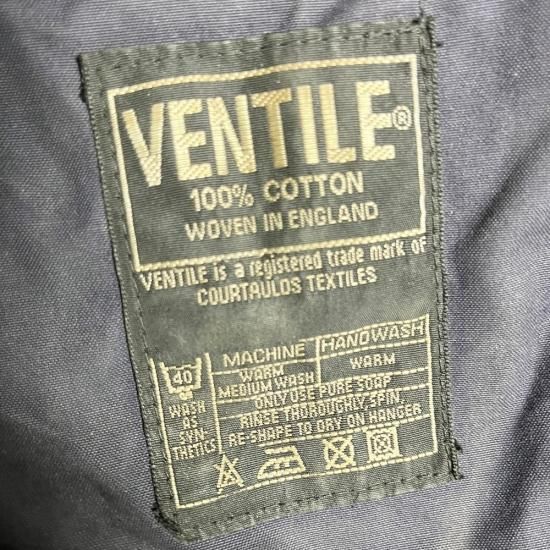 VENTILE®
100% COTTON
WOVEN IN ENGLAND
VENTILE is a registered trade mark of
COURTAULDS TEXTILES
40
WASH
AS
SYN-
THETICS
MACHINE
WARM
MEDIUM WASH
HANDWASH
WARM
ONLY USE PURE SOAP
RINSE THOROUGHLY, SPIN,
RE-SHAPE TO DRY ON HANGER